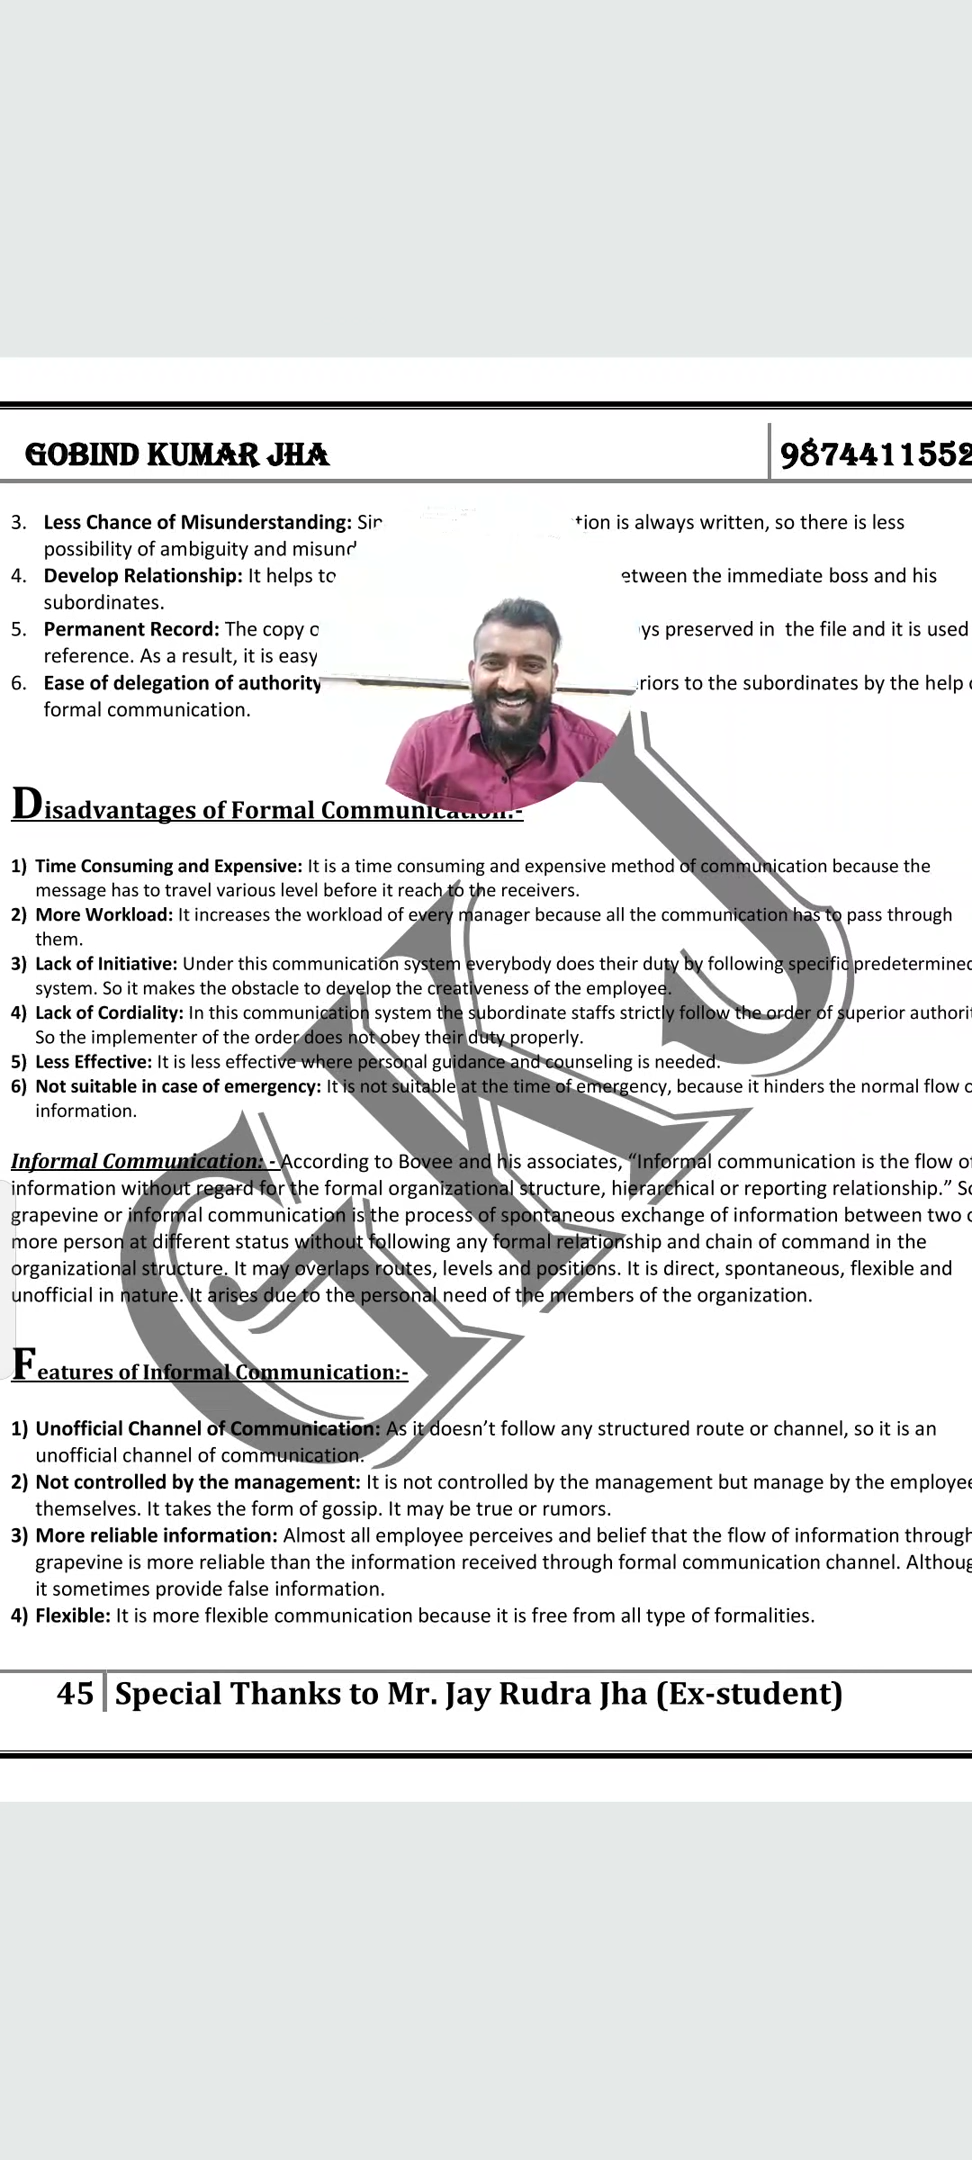 GOBIND KUMAR JHA
9874411552
3. Less Chance of Misunderstanding: is always written, so there is less
possibility of ambiguity and
4. Develop Relationship: It helps the immediate boss and his
subordinates.
5. Permanent Record: The copy preserved in the file and it is used
reference. As a result, it is easy
6. Ease of delegation of authority to the subordinates by the help
formal communication.
Disadvantages of Formal Communication:-
1) Time Consuming and Expensive: It is a time consuming and expensive method of communication because the
message has to travel various level before it reach to the receivers.
2) More Workload: It increases the workload of every manager because all the communication has to pass through
them.
3) Lack of Initiative: Under this communication system everybody does their duty by following specific predetermined
system. So it makes the obstacle to develop the creativeness of the employee.
4) Lack of Cordiality: In this communication system the subordinate staffs strictly follow the order of superior
So the implementer of the order does not obey their duty properly.
5) Less Effective: It is less effective where personal guidance and counseling is needed.
6) Not suitable in case of emergency: It is not suitable at the time of emergency, because it hinders the normal flow
information.
Informal Communication: - According to Bovee and his associates, “Informal communication is the flow of
information without regard for the formal organizational structure, hierarchical or reporting relationship.” So
grapevine or informal communication is the process of spontaneous exchange of information between two
more person at different status without following any formal relationship and chain of command in the
organizational structure. It may overlaps routes, levels and positions. It is direct, spontaneous, flexible and
unofficial in nature. It arises due to the personal need of the members of the organization.
Features of Informal Communication:-
1) Unofficial Channel of Communication: As it doesn’t follow any structured route or channel, so it is an
unofficial channel of communication.
2) Not controlled by the management: It is not controlled by the management but manage by the employee
themselves. It takes the form of gossip. It may be true or rumors.
3) More reliable information: Almost all employee perceives and belief that the flow of information through
grapevine is more reliable than the information received through formal communication channel.
it sometimes provide false information.
4) Flexible: It is more flexible communication because it is free from all type of formalities.
GKJ
45 Special Thanks to Mr. Jay Rudra Jha (Ex-student)